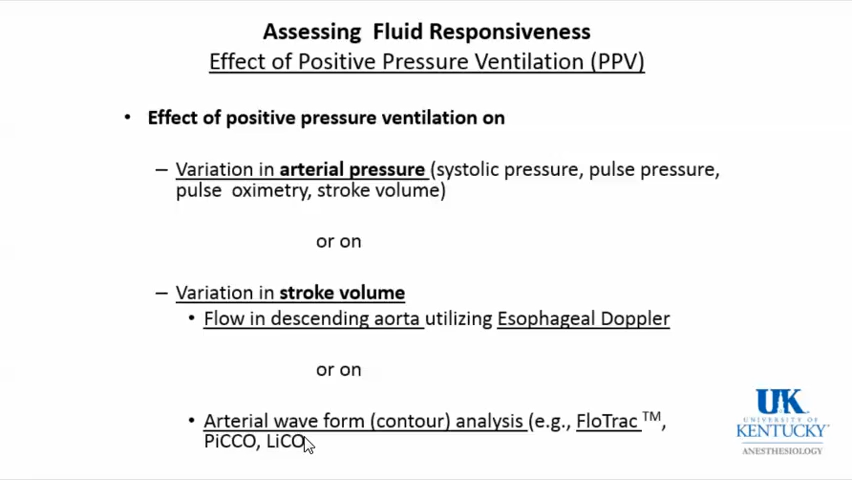 Assessing Fluid Responsiveness
Effect of Positive Pressure Ventilation (PPV)
• Effect of positive pressure ventilation on
– Variation in arterial pressure (systolic pressure, pulse pressure,
pulse oximetry, stroke volume)
or on
– Variation in stroke volume
• Flow in descending aorta utilizing Esophageal Doppler
or on
• Arterial wave form (contour) analysis (e.g., FloTrac TM,
PiCCO, LiCO
UK
UNIVERSITY OF
KENTUCKY
ANESTHESIOLOGY